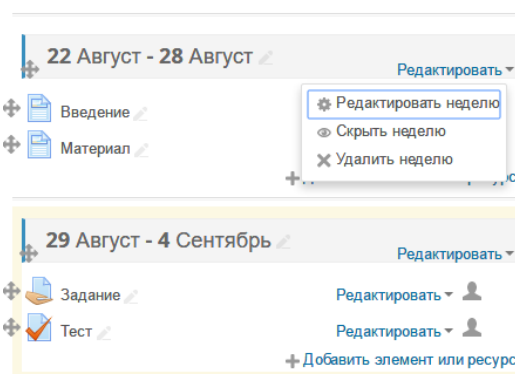 22 Август - 28 Август
Редактировать
Введение
Редактировать неделю
Скрыть неделю
Материал
Удалить неделю
29 Август - 4 Сентябрь
Редактировать
Задание
Редактировать
Тест
Редактировать
Добавить элемент или ресурс